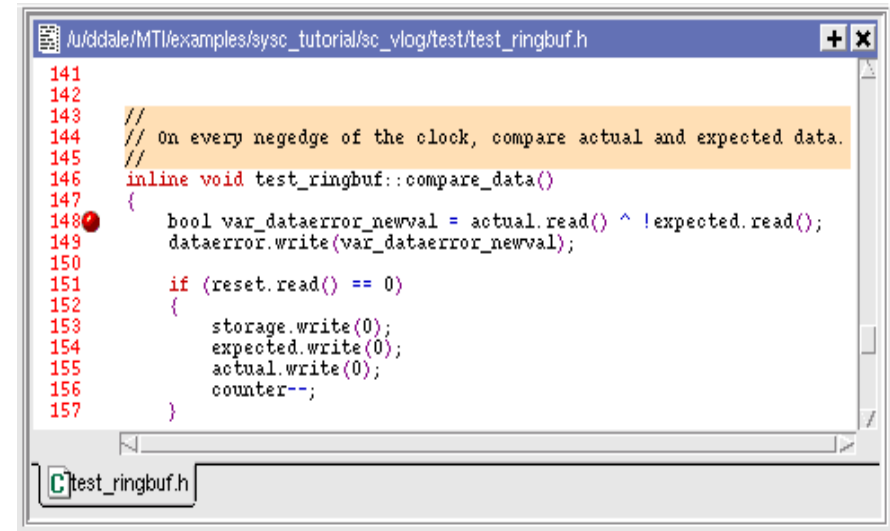 /u/ddale/MTI/examples/sysc_tutorial/sc_vlog/test/test_ringbuf.h
141
142
143 //
144 // On every negedge of the clock, compare actual and expected data.
145 //
146 inline void test_ringbuf::compare_data()
147 {
148 bool var_dataerror_newval = actual.read() ^ !expected.read();
149 dataerror.write(var_dataerror_newval);
150
151 if (reset.read() == 0)
152 {
153 storage.write(0);
154 expected.write(0);
155 actual.write(0);
156 counter--;
157 }
C test_ringbuf.h